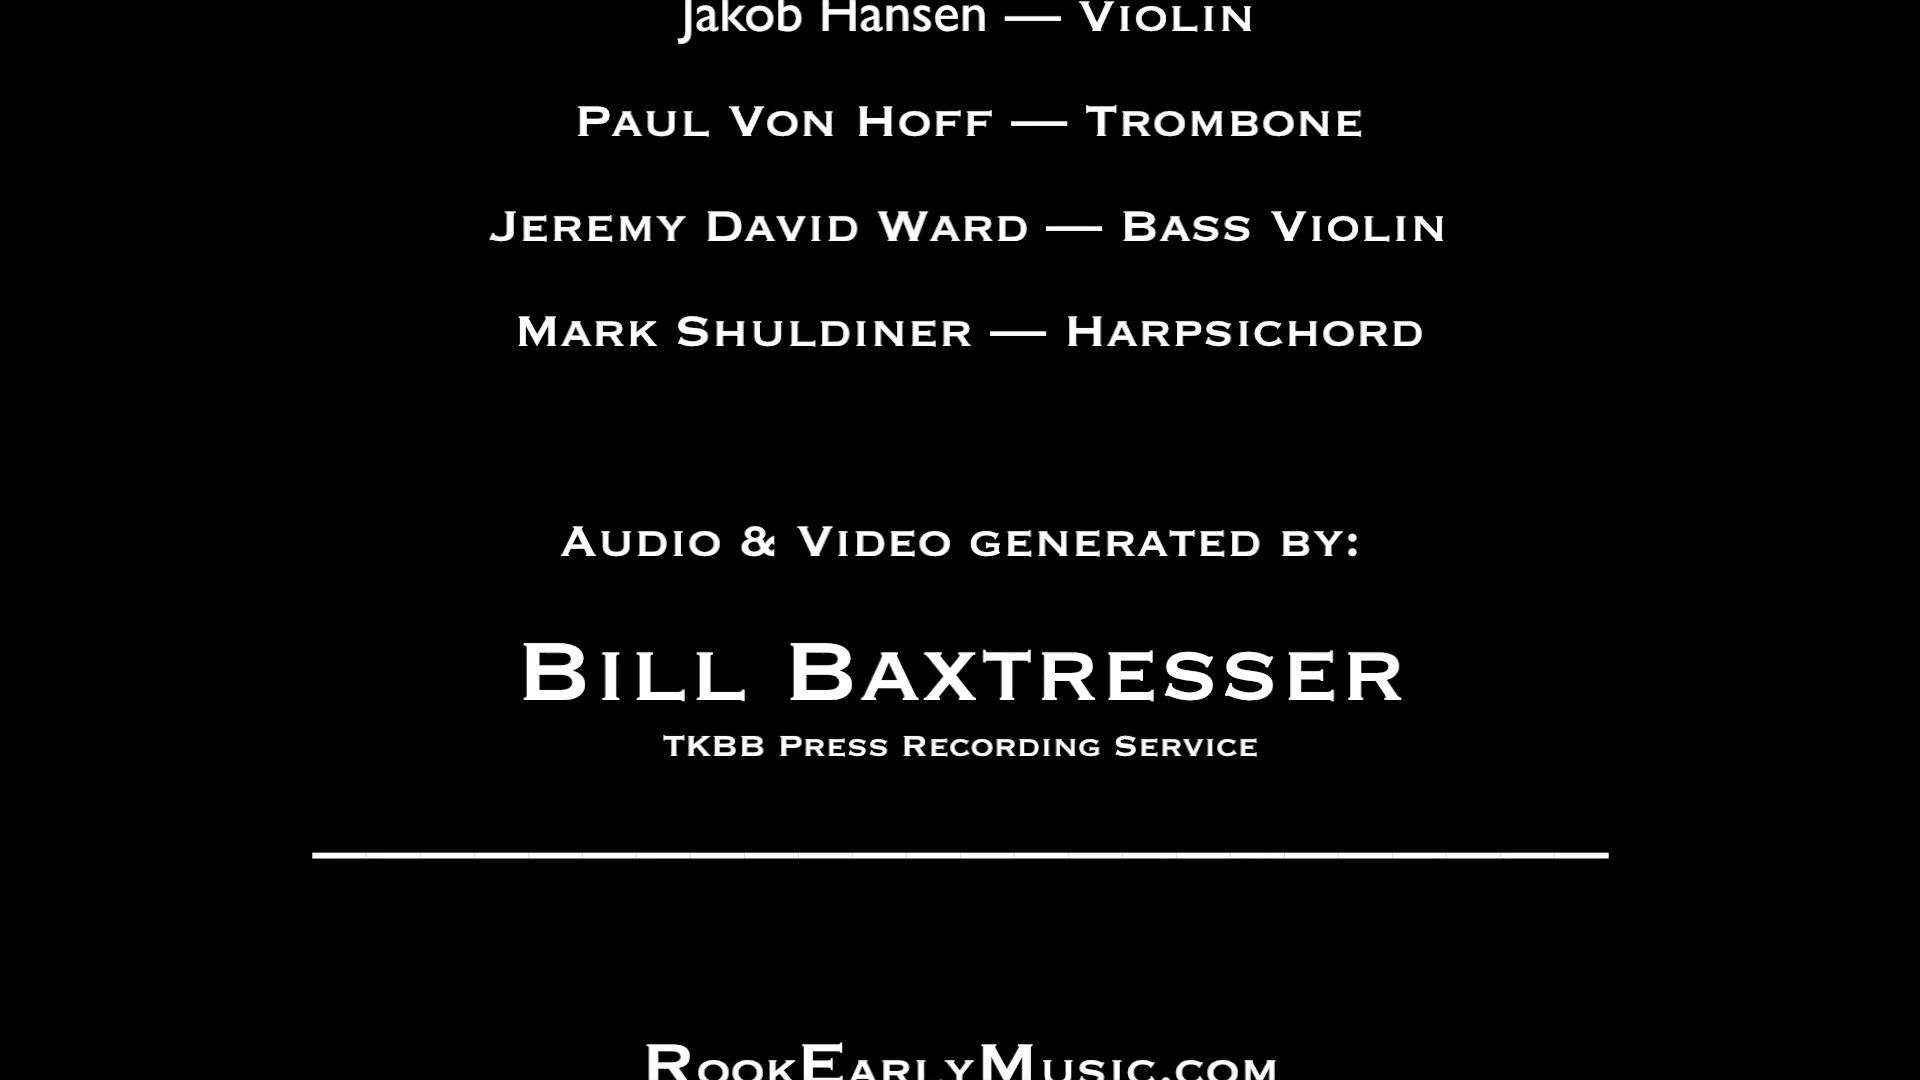 Jakob Hansen — Violin
Paul Von Hoff — Trombone
Jeremy David Ward — Bass Violin
Mark Shuldiner — Harpsichord
Audio & Video generated by:
Bill Baxtresser
TKBB Press Recording Service
RookEarlyMusic.com